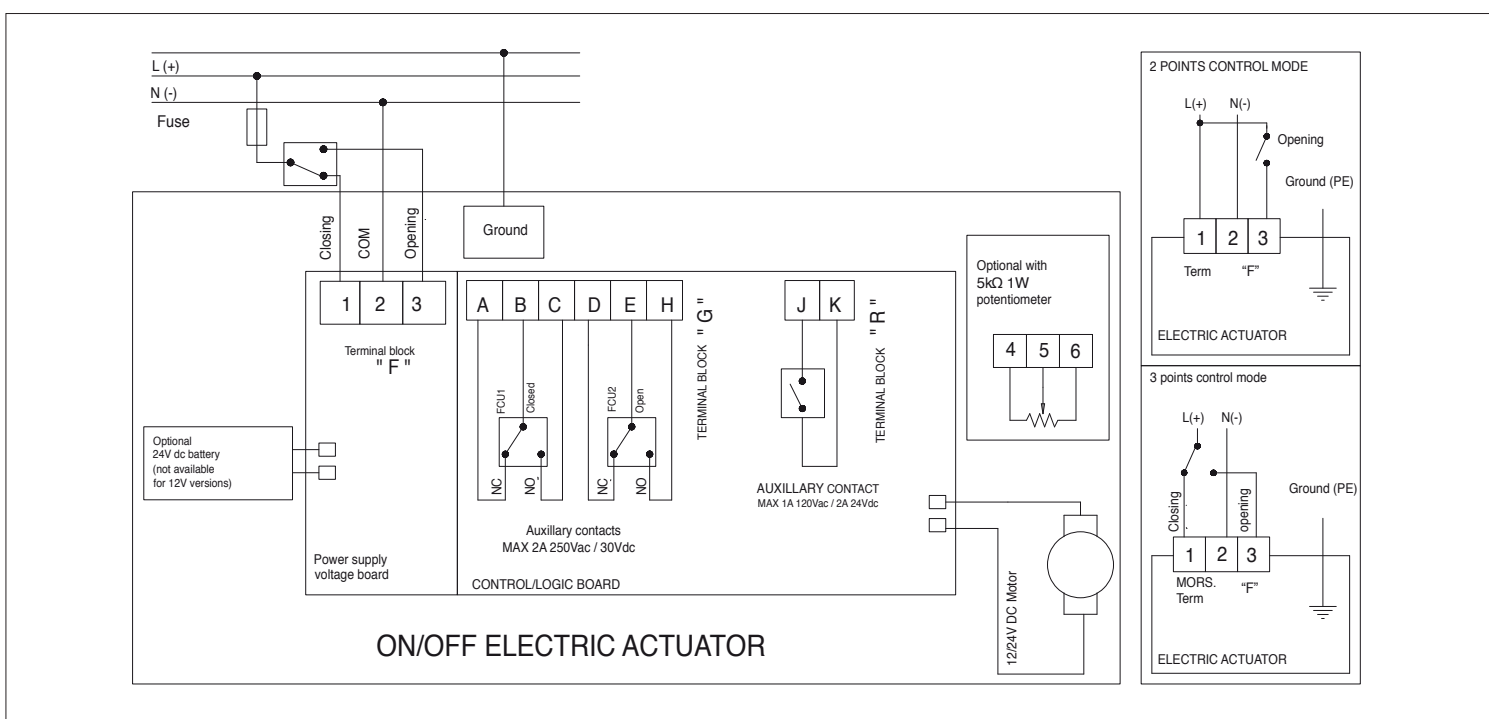 L (+)
N (-)
Fuse
Closing
COM
Opening
Ground
1 2 3
Terminal block
" F "
A B C D E H
TERMINAL BLOCK " G "
FCU1
Closed
FCU2
Open
NC
NO
NC
NO
Auxillary contacts
MAX 2A 250Vac / 30Vdc
J K
TERMINAL BLOCK " R "
AUXILLARY CONTACT
MAX 1A 120Vac / 2A 24Vdc
Optional with
5kΩ 1W
potentiometer
4 5 6
Optional
24V dc battery
(not available
for 12V versions)
Power supply
voltage board
CONTROL/LOGIC BOARD
12/24V DC Motor
ON/OFF ELECTRIC ACTUATOR
2 POINTS CONTROL MODE
L(+) N(-)
Opening
Ground (PE)
1 2 3
Term "F"
ELECTRIC ACTUATOR
3 points control mode
L(+) N(-)
Closing
opening
Ground (PE)
1 2 3
MORS.
Term "F"
ELECTRIC ACTUATOR